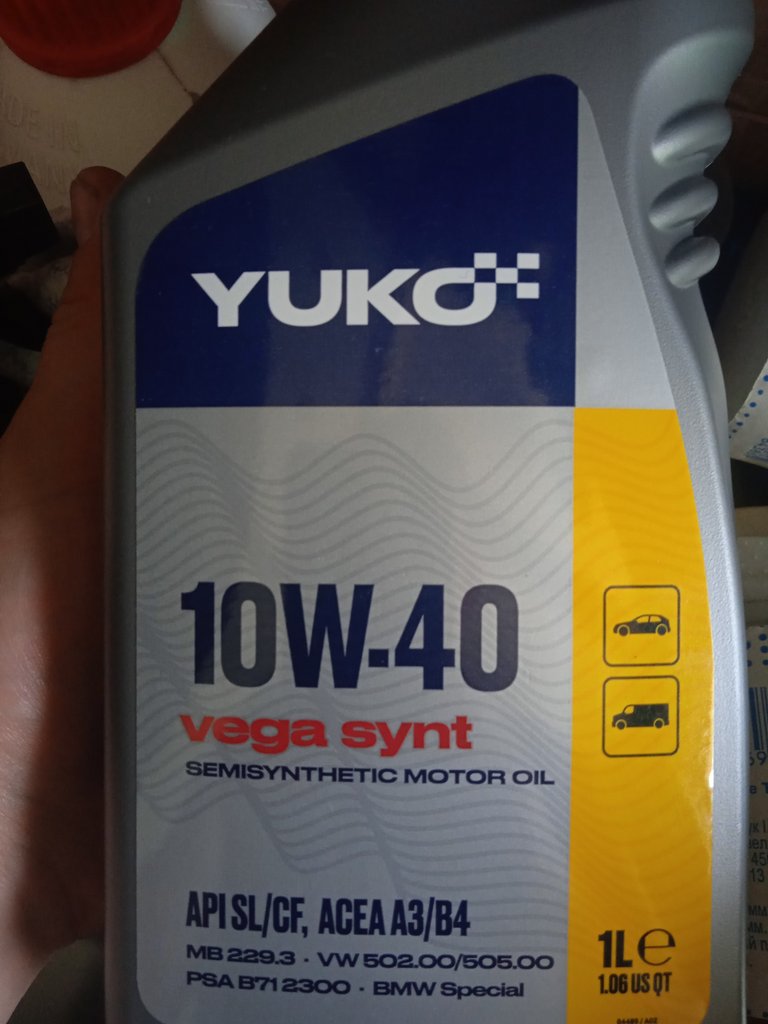 YUKO
10W-40
vega synt
SEMISYNTHETIC MOTOR OIL
API SL/CF, ACEA A3/B4
MB 229.3 · VW 502.00/505.00
PSA B71 2300 · BMW Special
1L e
1.06 US QT